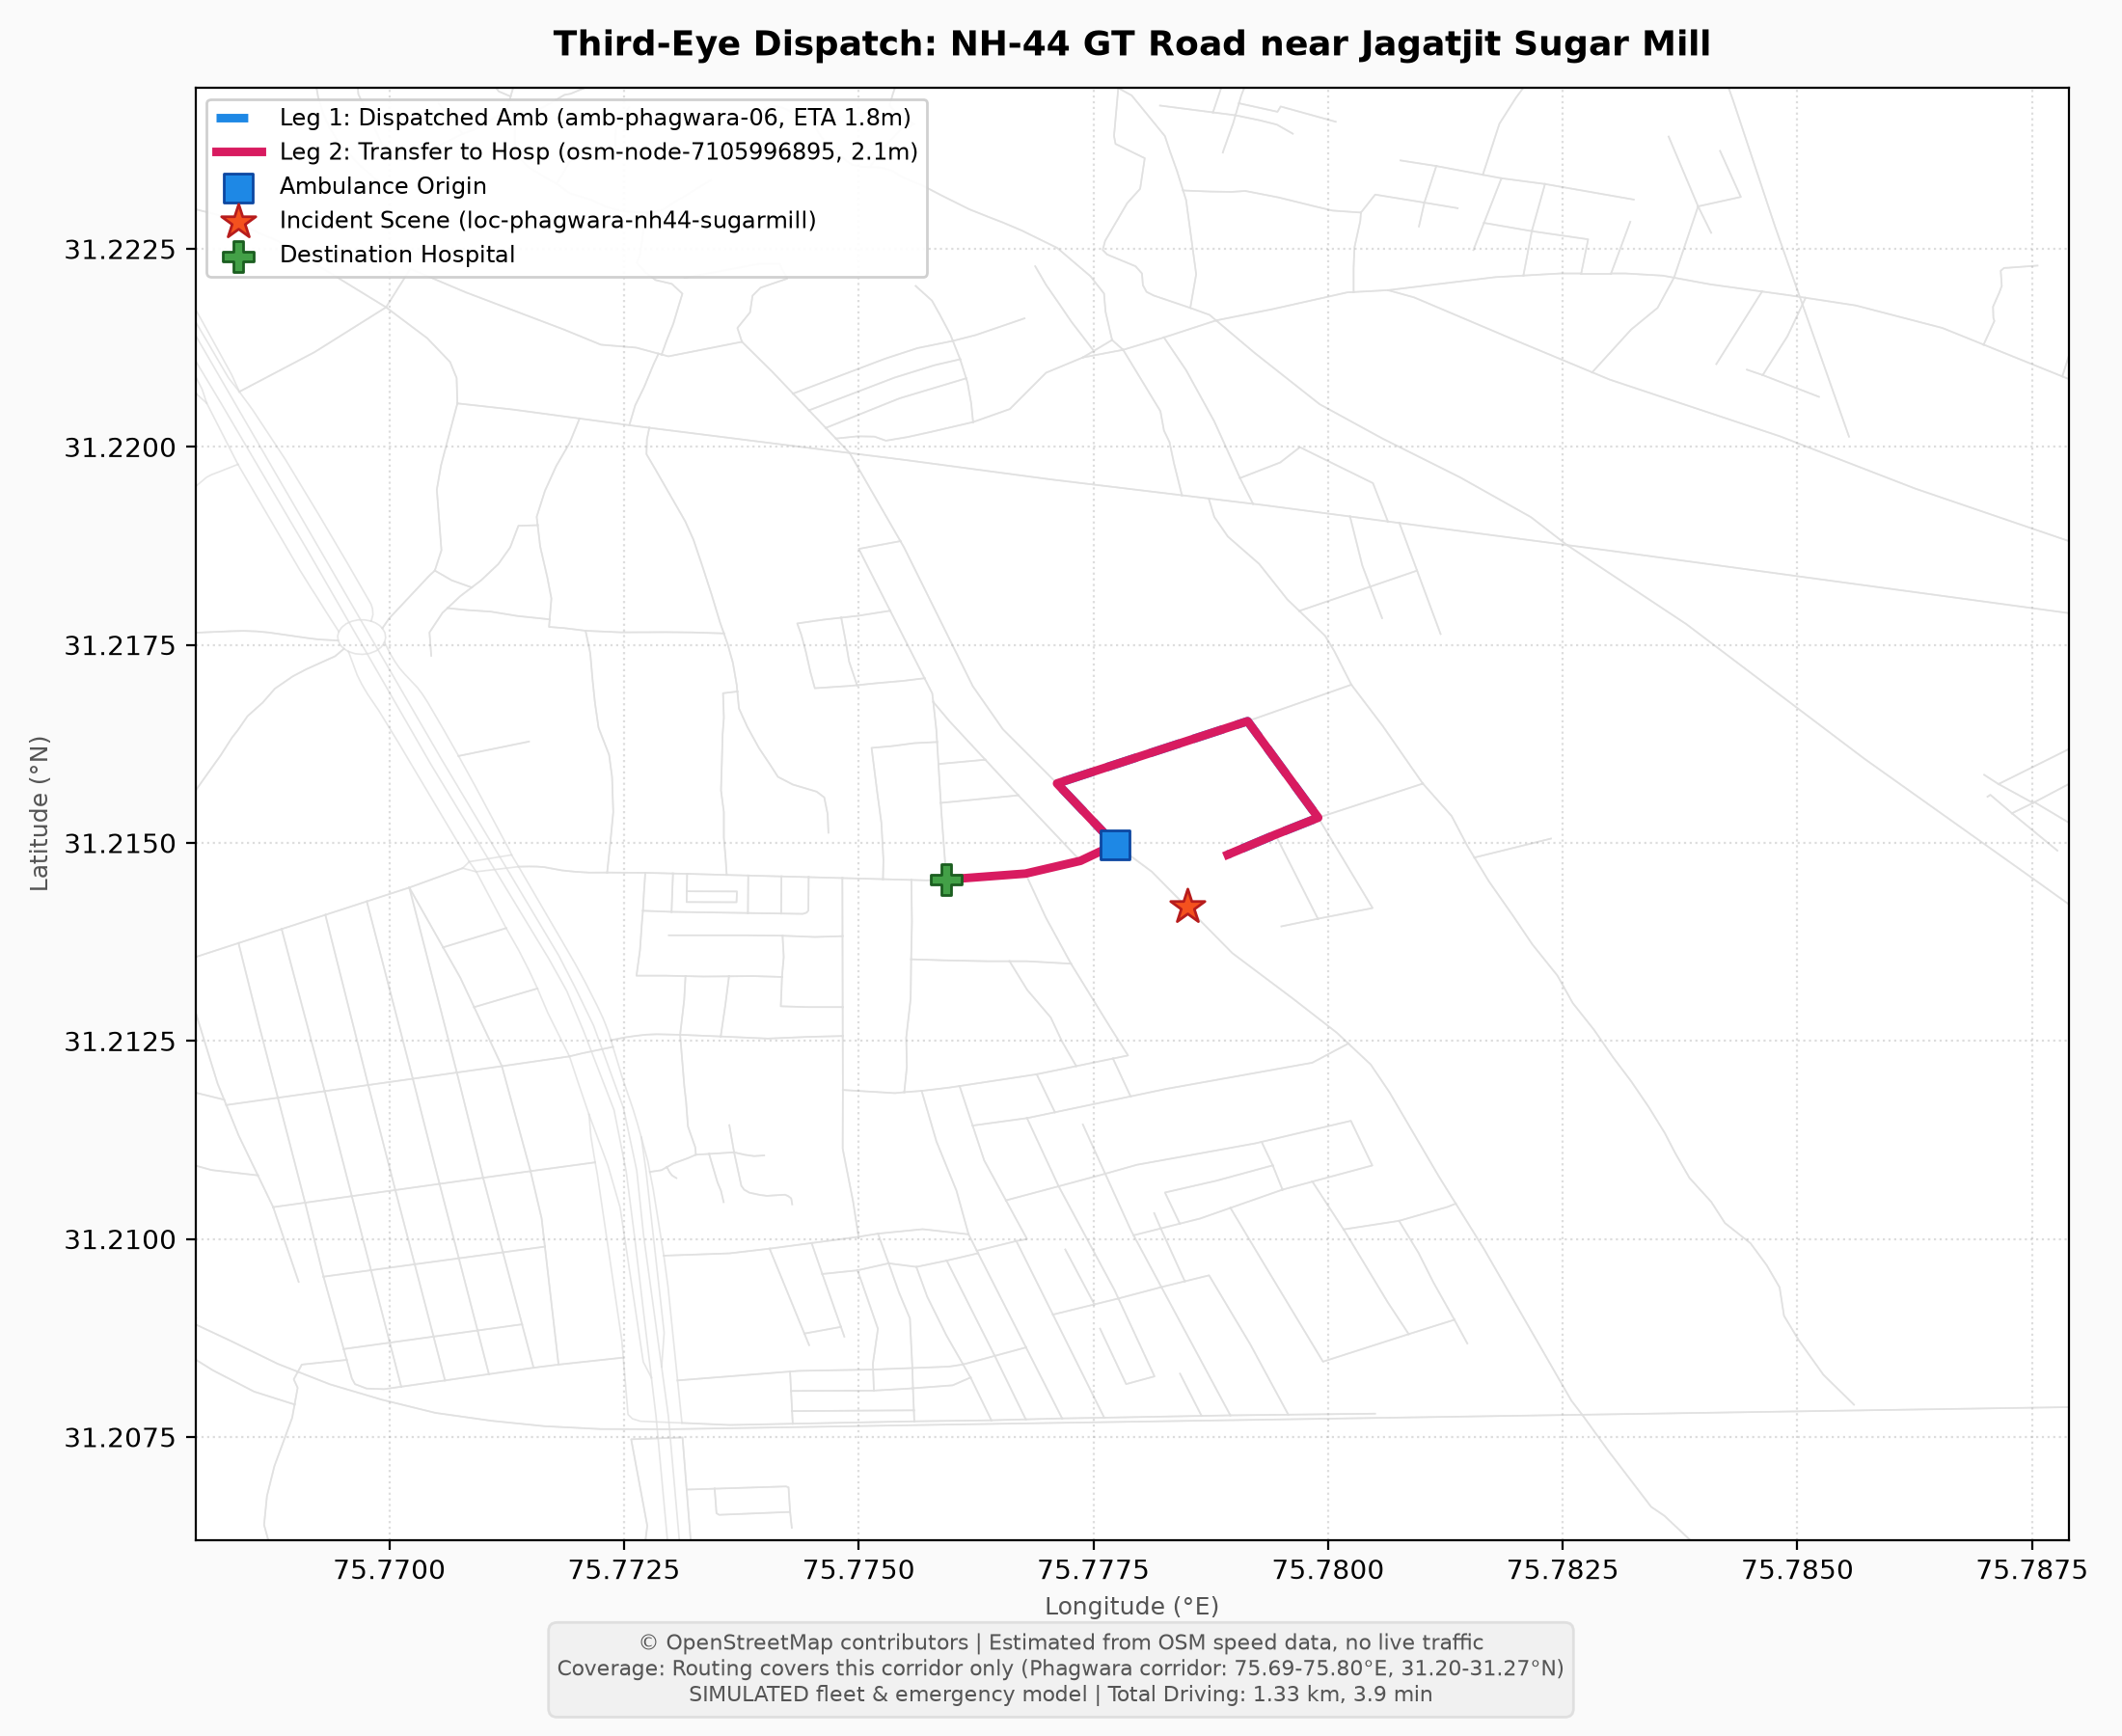 Third-Eye Dispatch: NH-44 GT Road near Jagatjit Sugar Mill
Leg 1: Dispatched Amb (amb-phagwara-06, ETA 1.8m)
Leg 2: Transfer to Hosp (osm-node-7105996895, 2.1m)
Ambulance Origin
Incident Scene (loc-phagwara-nh44-sugarmill)
Destination Hospital
Latitude (°N)
31.2225
31.2200
31.2175
31.2150
31.2125
31.2100
31.2075
75.7700 75.7725 75.7750 75.7775 75.7800 75.7825 75.7850 75.7875
Longitude (°E)
© OpenStreetMap contributors | Estimated from OSM speed data, no live traffic
Coverage: Routing covers this corridor only (Phagwara corridor: 75.69-75.80°E, 31.20-31.27°N)
SIMULATED fleet & emergency model | Total Driving: 1.33 km, 3.9 min